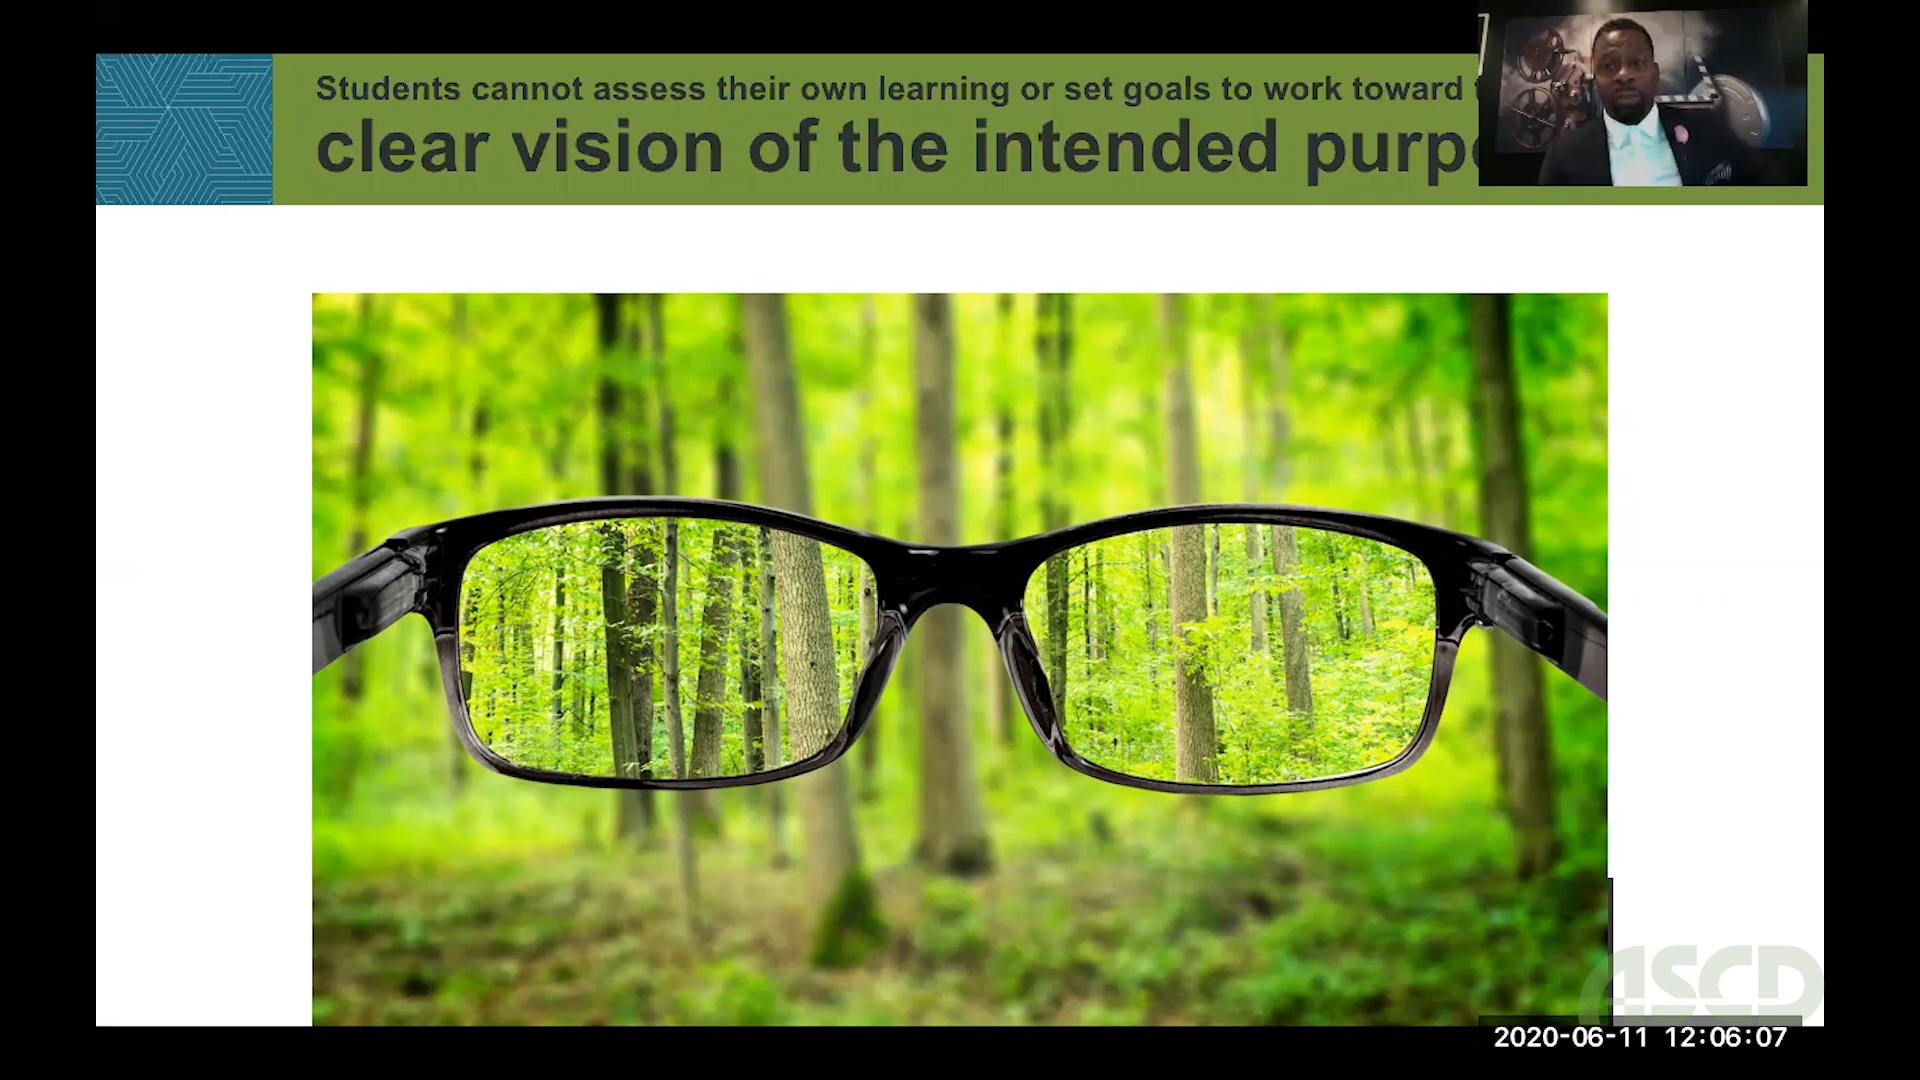 Students cannot assess their own learning or set goals to work toward
clear vision of the intended
ASCD
2020-06-11 12:06:07